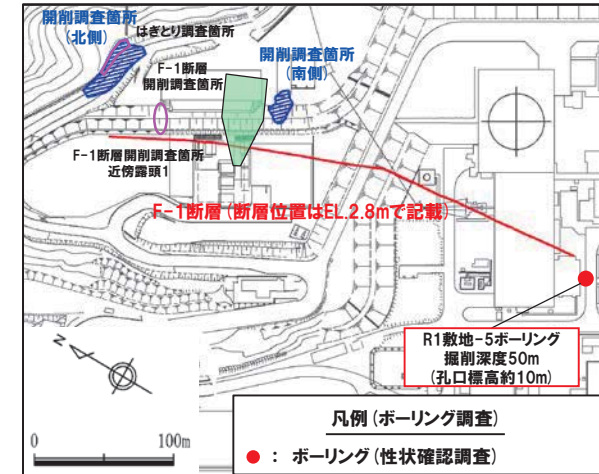 開削調査箇所
(北側)
はぎとり調査箇所
F-1断層
開削調査箇所
開削調査箇所
(南側)
F-1断層開削調査箇所
近傍露頭1
F-1断層(断層位置はEL.2.8mで記載)
R1敷地-5ボーリング
掘削深度50m
(孔口標高約10m)
N
0 100m
凡例(ボーリング調査)
● : ボーリング(性状確認調査)